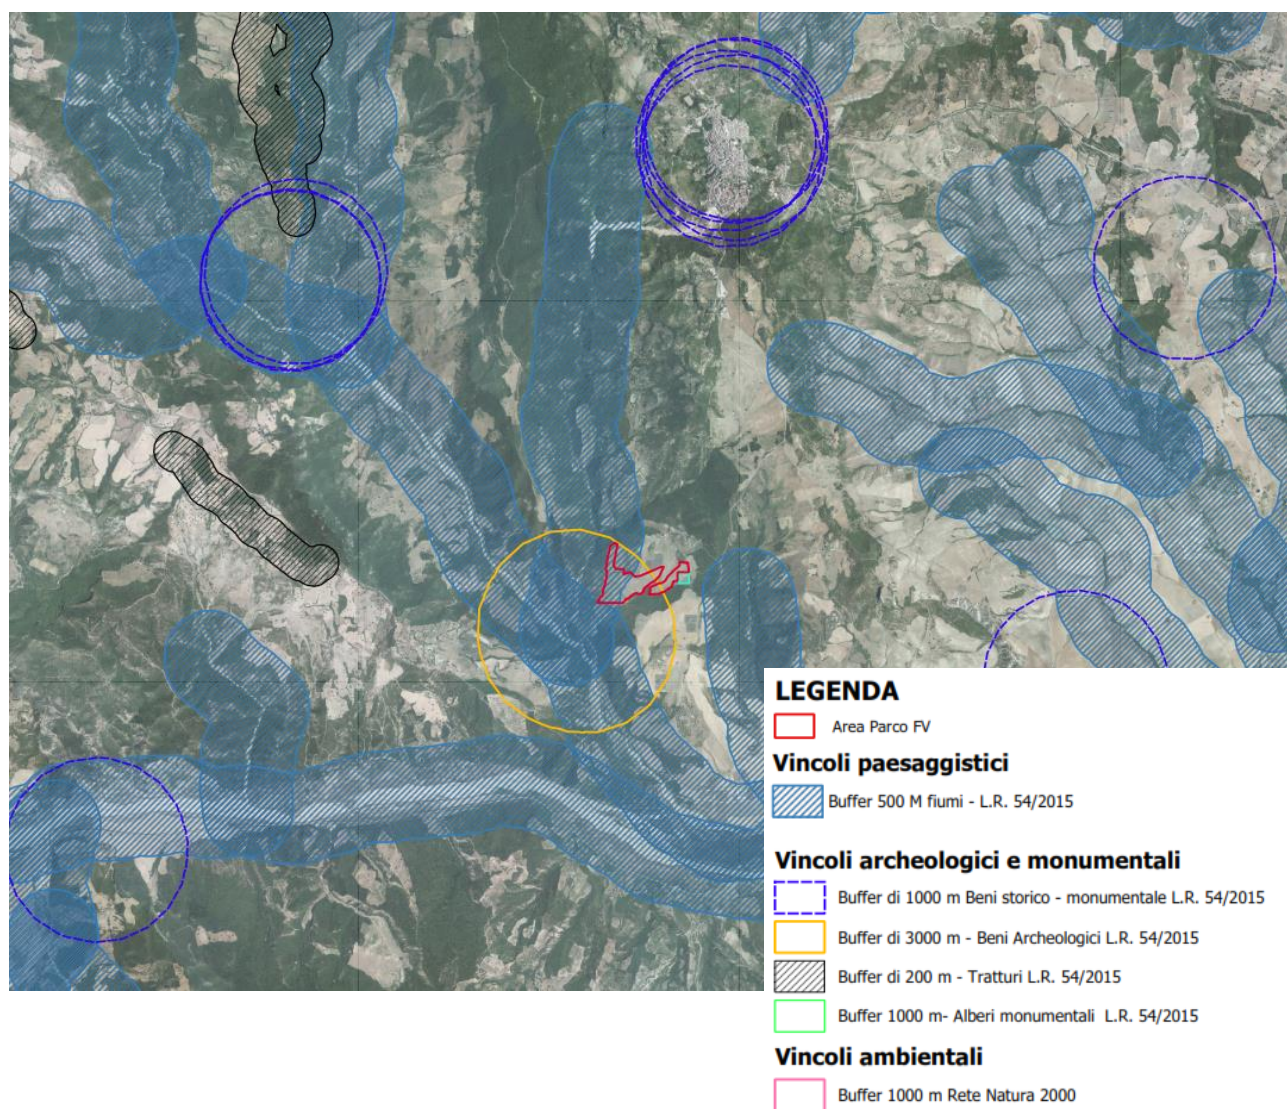 LEGENDA
Area Parco FV
Vincoli paesaggistici
Buffer 500 M fiumi - L.R. 54/2015
Vincoli archeologici e monumentali
Buffer di 1000 m Beni storico - monumentale L.R. 54/2015
Buffer di 3000 m - Beni Archeologici L.R. 54/2015
Buffer di 200 m - Tratturi L.R. 54/2015
Buffer 1000 m- Alberi monumentali L.R. 54/2015
Vincoli ambientali
Buffer 1000 m Rete Natura 2000